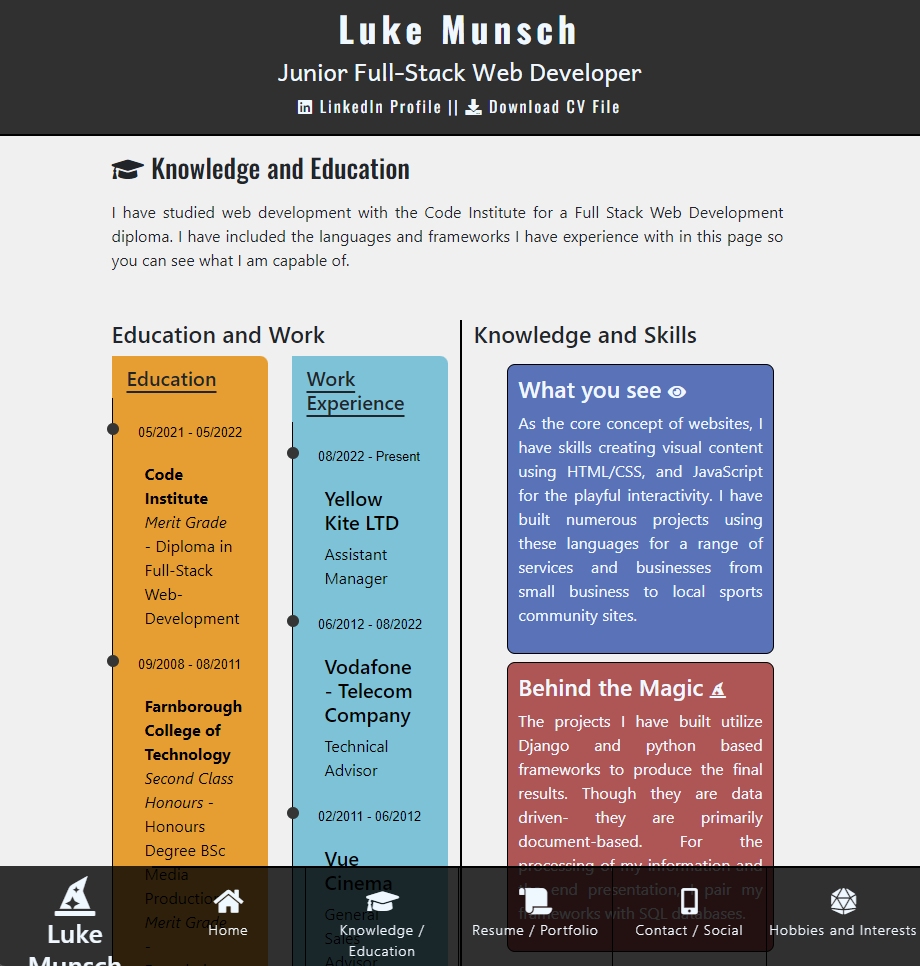 Luke Munsch
Junior Full-Stack Web Developer
LinkedIn Profile || Download CV File
Knowledge and Education
I have studied web development with the Code Institute for a Full Stack Web Development
diploma. I have included the languages and frameworks I have experience with in this page so
you can see what I am capable of.
Education and Work
Education
05/2021 - 05/2022
Code
Institute
Merit Grade
- Diploma in
Full-Stack
Web-
Development
09/2008 - 08/2011
Farnborough
College of
Technology
Second Class
Honours -
Honours
Degree BSc
Media
Production
Merit Grade
-
Work
Experience
08/2022 - Present
Yellow
Kite LTD
Assistant
Manager
06/2012 - 08/2022
Vodafone
- Telecom
Company
Technical
Advisor
02/2011 - 06/2012
Vue
Cinema
General
Sales
Advisor
Knowledge and Skills
What you see
As the core concept of websites, I
have skills creating visual content
using HTML/CSS, and JavaScript
for the playful interactivity. I have
built numerous projects using
these languages for a range of
services and businesses from
small business to local sports
community sites.
Behind the Magic
The projects I have built utilize
Django and python based
frameworks to produce the final
results. Though they are data
driven- they are primarily
document-based. For the
processing of my information and
the end presentation, I pair my
frameworks with SQL databases.
Luke
Munsch
Home
Knowledge /
Education
Resume / Portfolio
Contact / Social
Hobbies and Interests